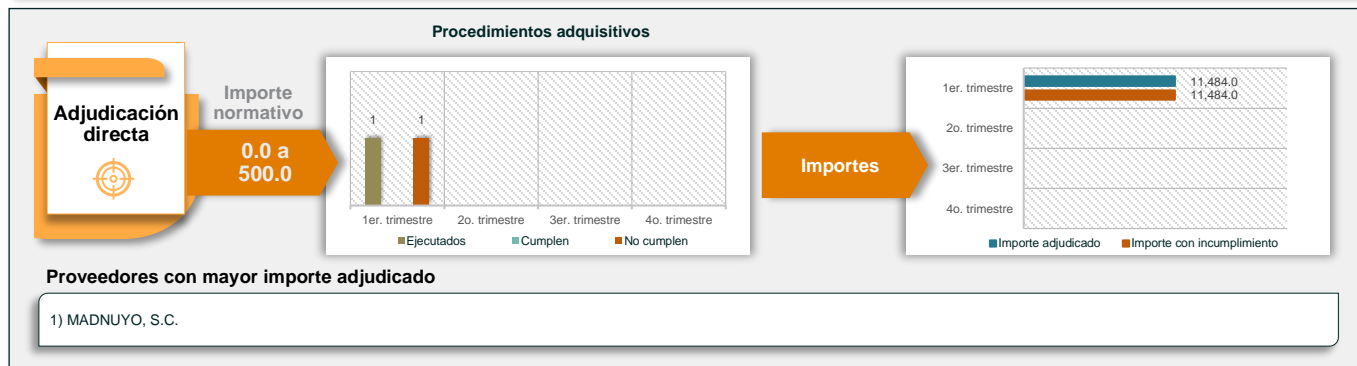 Procedimientos adquisitivos
Adjudicación
directa
Importe
normativo
0.0 a
500.0
1 1
1er. trimestre 2o. trimestre 3er. trimestre 4o. trimestre
Ejecutados Cumplen No cumplen
Importes
1er. trimestre
11,484.0
11,484.0
2o. trimestre
3er. trimestre
4o. trimestre
Importe adjudicado Importe con incumplimiento
Proveedores con mayor importe adjudicado
1) MADNUYO, S.C.